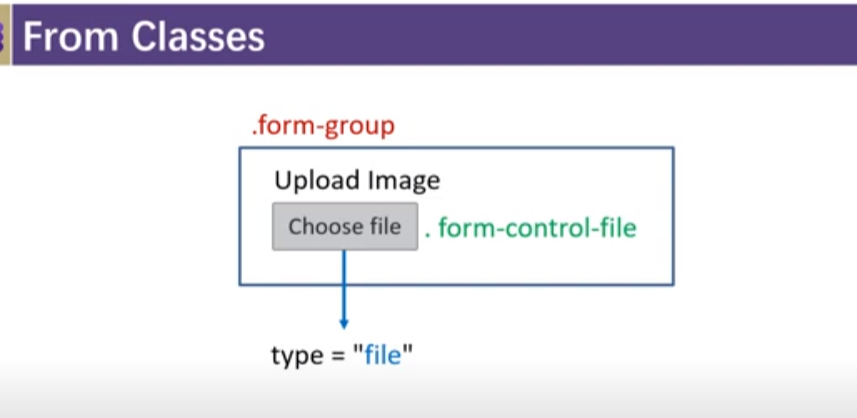 From Classes
.form-group
Upload Image
Choose file . form-control-file
type = "file"